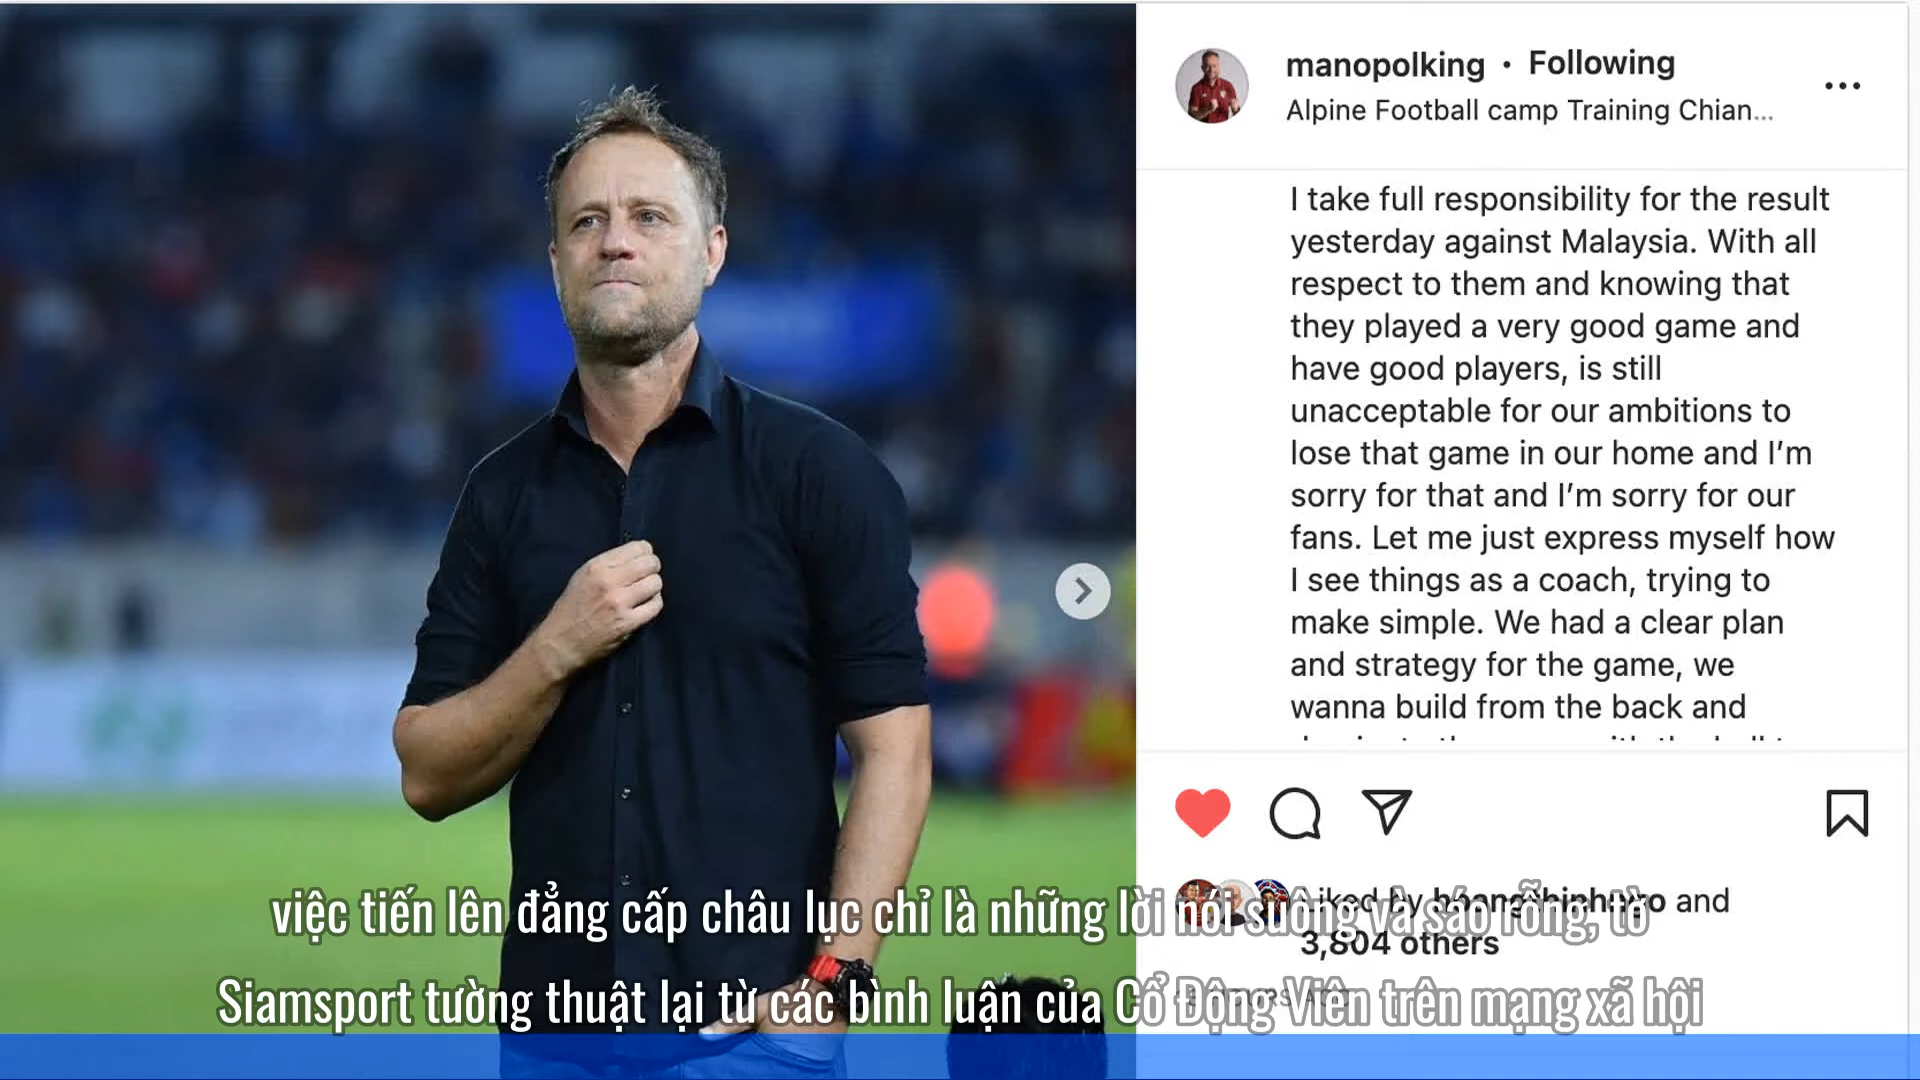 manopolking • Following
Alpine Football camp Training Chian...
I take full responsibility for the result
yesterday against Malaysia. With all
respect to them and knowing that
they played a very good game and
have good players, is still
unacceptable for our ambitions to
lose that game in our home and I’m
sorry for that and I’m sorry for our
fans. Let me just express myself how
I see things as a coach, trying to
make simple. We had a clear plan
and strategy for the game, we
wanna build from the back and
Liked by hoangthinhngo and
3,804 others
việc tiến lên đẳng cấp châu lục chỉ là những lời nói suông và sáo rỗng, tờ
Siamsport tường thuật lại từ các bình luận của Cổ Động Viên trên mạng xã hội